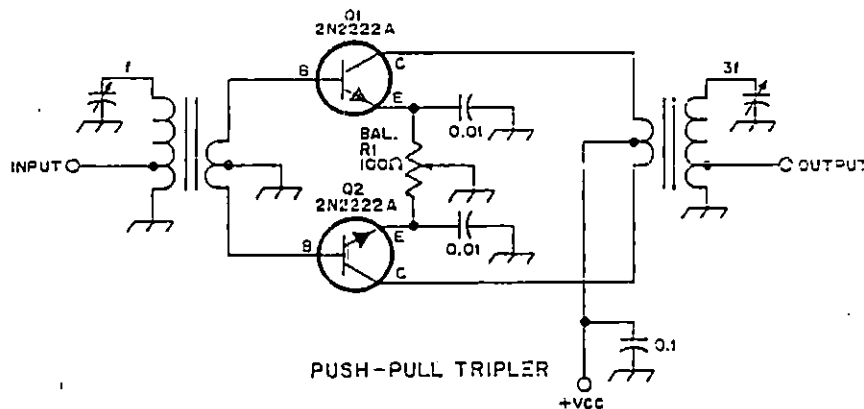 Q1
2N2222A
f
B
C
E
0.01
3f
BAL.
R1
100Ω
INPUT
OUTPUT
Q2
2N2222A
E
0.01
B
C
0.1
PUSH-PULL TRIPLER
+VCC